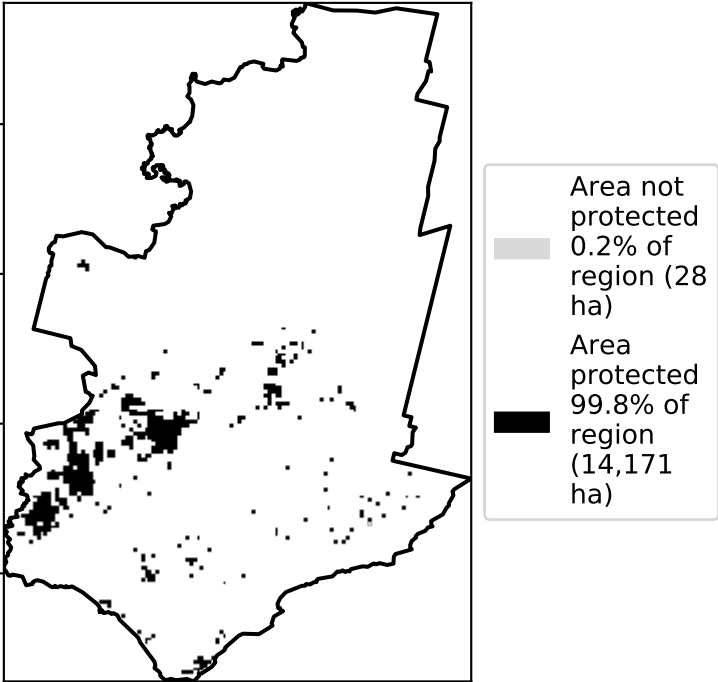 Area not
protected
0.2% of
region (28
ha)
Area
protected
99.8% of
region
(14,171
ha)